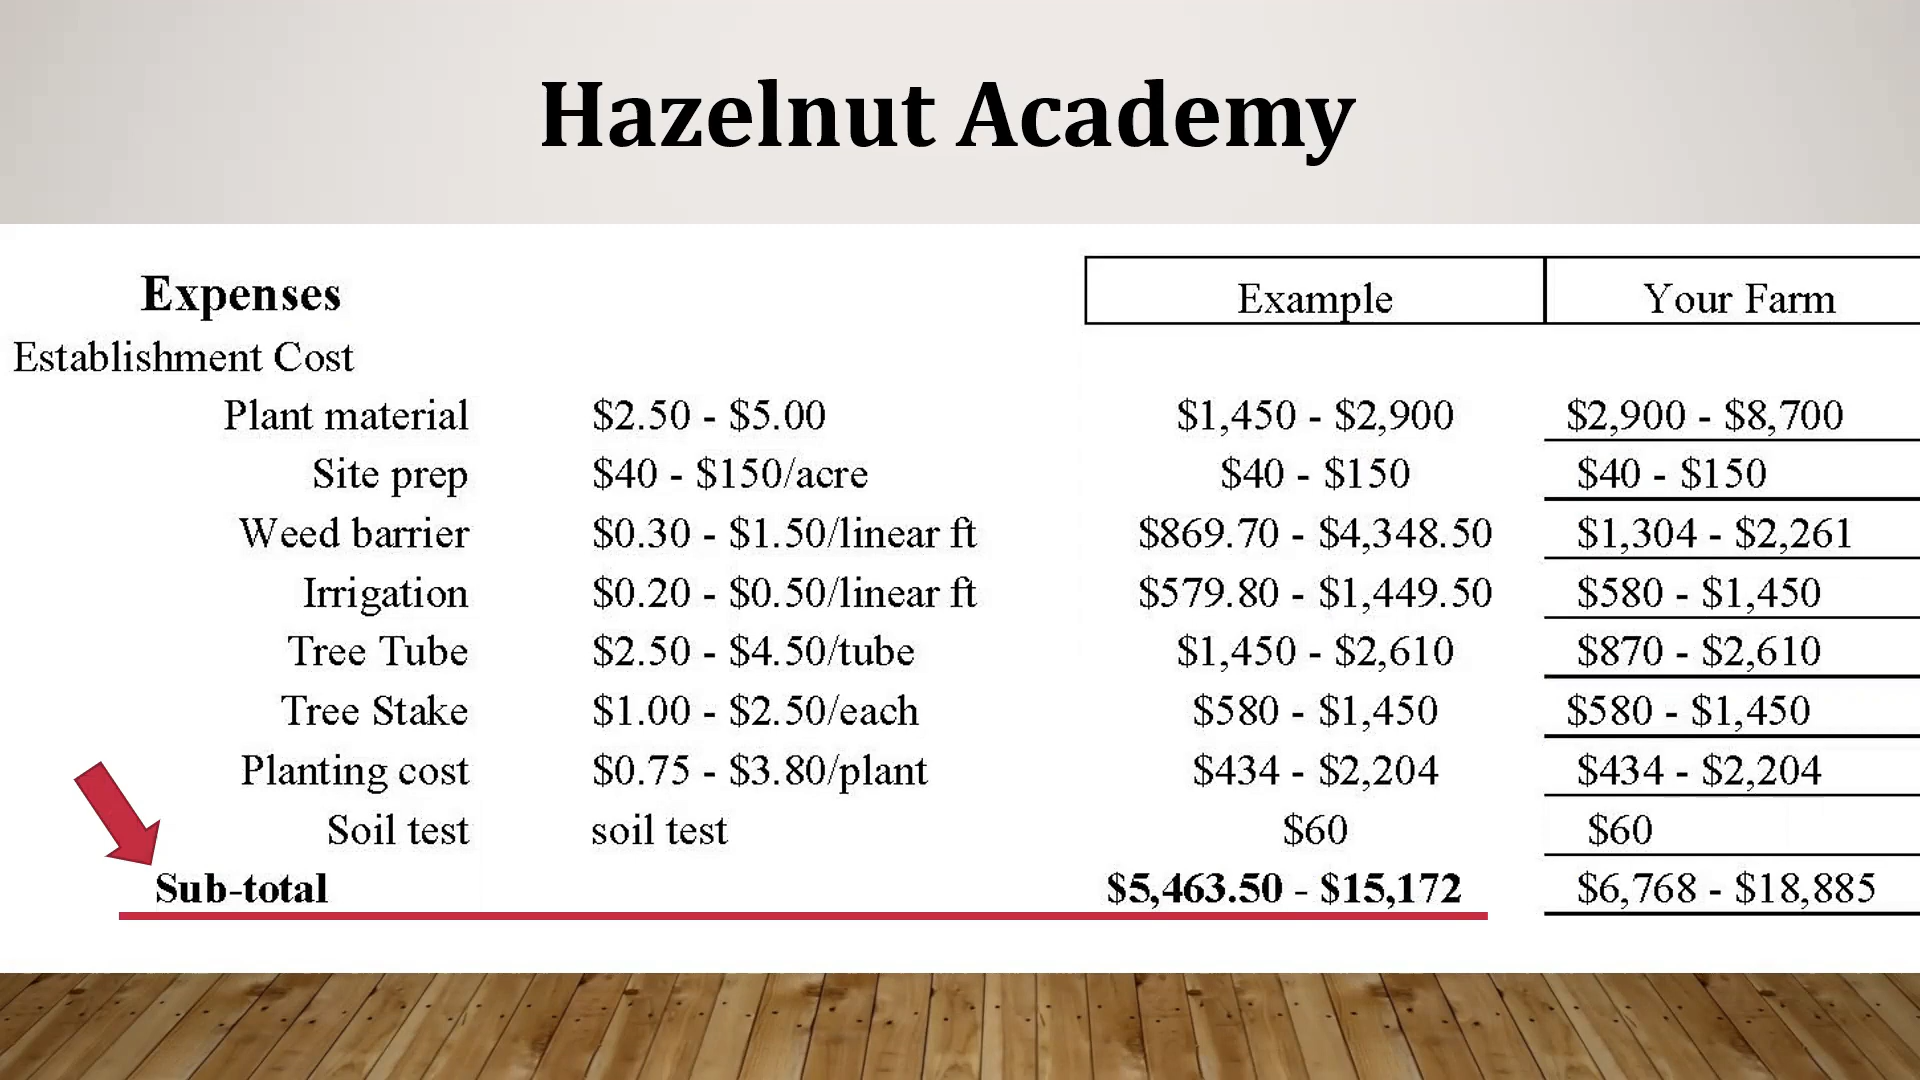 Hazelnut Academy
Expenses Example Your Farm
Establishment Cost
Plant material $2.50 - $5.00 $1,450 - $2,900 $2,900 - $8,700
Site prep $40 - $150/acre $40 - $150 $40 - $150
Weed barrier $0.30 - $1.50/linear ft $869.70 - $4,348.50 $1,304 - $2,261
Irrigation $0.20 - $0.50/linear ft $579.80 - $1,449.50 $580 - $1,450
Tree Tube $2.50 - $4.50/tube $1,450 - $2,610 $870 - $2,610
Tree Stake $1.00 - $2.50/each $580 - $1,450 $580 - $1,450
Planting cost $0.75 - $3.80/plant $434 - $2,204 $434 - $2,204
Soil test soil test $60 $60
Sub-total $5,463.50 - $15,172 $6,768 - $18,885